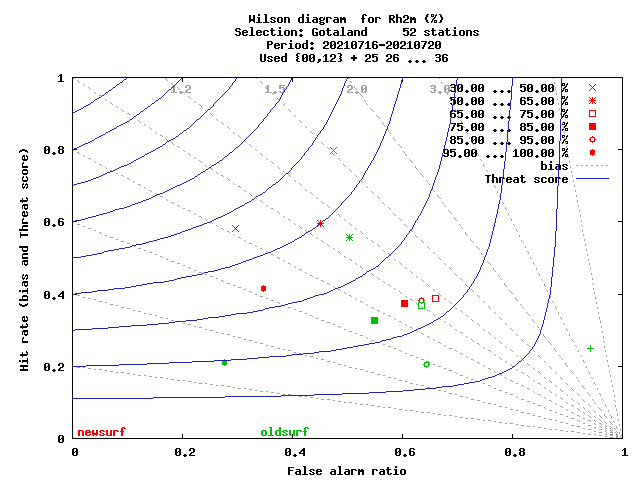 Wilson diagram  for Rh2m (%)
Selection: Gotaland     52 stations
Period: 20210716-20210720
Used {00,12} + 25 26 ... 36
1
0.8
0.6
0.4
0.2
0
Hit rate (bias and Threat score)
1.2
1.5
2.0
3.0
30.00 ... 50.00 %
50.00 ... 65.00 %
65.00 ... 75.00 %
75.00 ... 85.00 %
85.00 ... 95.00 %
95.00 ... 100.00 %
bias
Threat score
newsurf
oldsurf
0
0.2
0.4
0.6
0.8
1
False alarm ratio